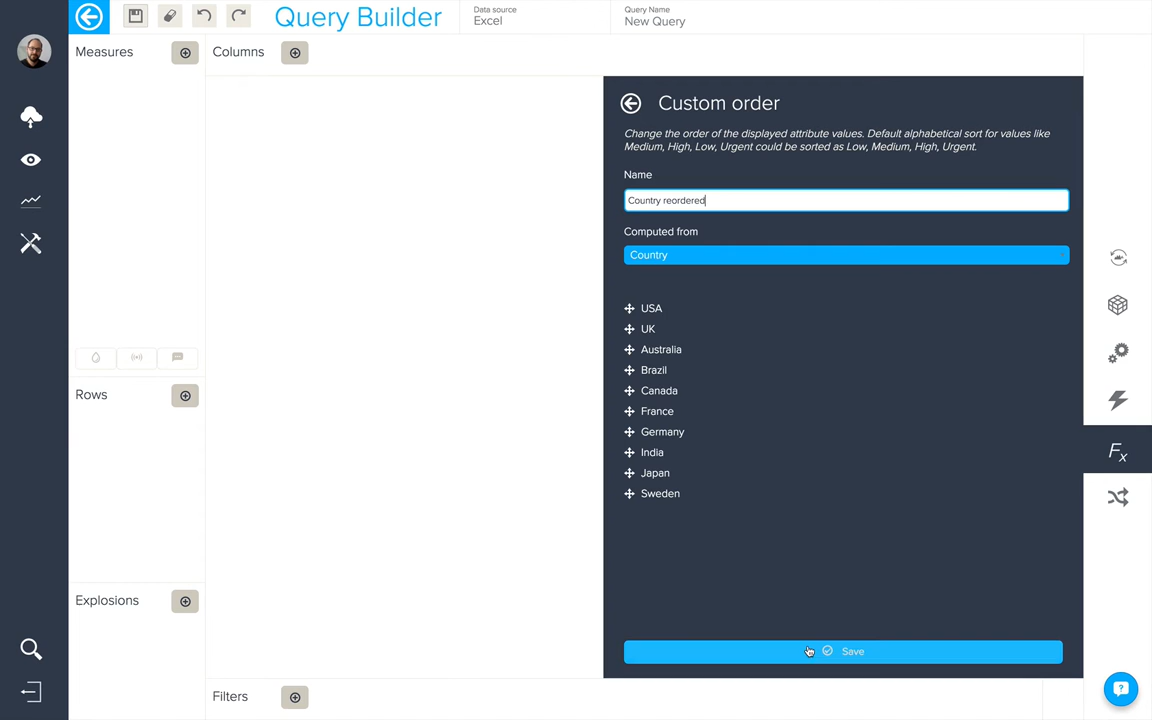 Query Builder
Data source
Excel
Query Name
New Query
Measures
Columns
Custom order
Change the order of the displayed attribute values. Default alphabetical sort for values like
Medium, High, Low, Urgent could be sorted as Low, Medium, High, Urgent.
Name
Country reordered
Computed from
Country
USA
UK
Australia
Brazil
Canada
France
Germany
India
Japan
Sweden
Save
Rows
Explosions
Filters
Fx